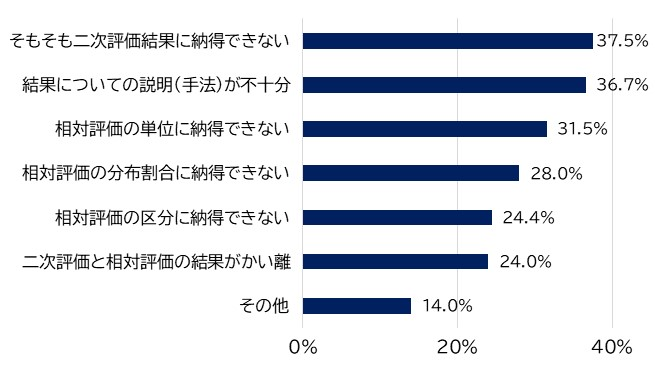 そもそも二次評価結果に納得できない 37.5%
結果についての説明(手法)が不十分 36.7%
相対評価の単位に納得できない 31.5%
相対評価の分布割合に納得できない 28.0%
相対評価の区分に納得できない 24.4%
二次評価と相対評価の結果がかい離 24.0%
その他 14.0%
0% 20% 40%